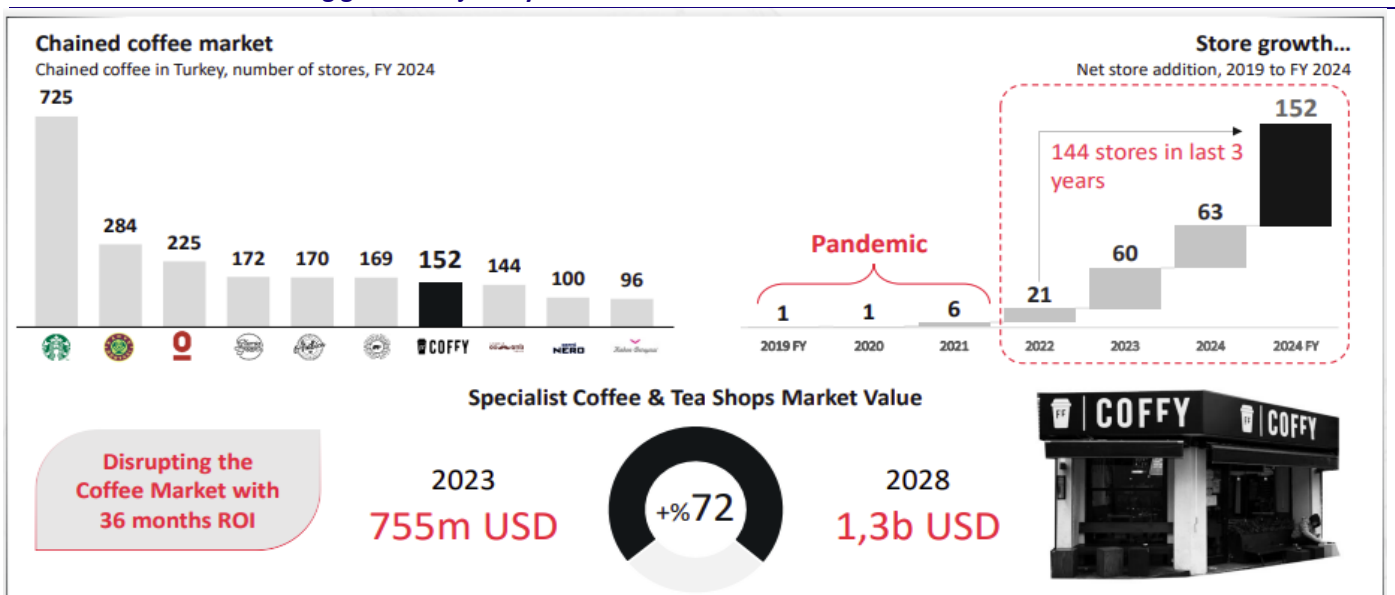 Chained coffee market
Chained coffee in Turkey, number of stores, FY 2024
725
284
225
172
170
169
152
144
100
96
COFFY
NERO
Store growth...
Net store addition, 2019 to FY 2024
Pandemic
144 stores in last 3
years
1
1
6
21
60
63
152
2019 FY
2020
2021
2022
2023
2024
2024 FY
Specialist Coffee & Tea Shops Market Value
Disrupting the
Coffee Market with
36 months ROI
2023
755m USD
+%72
2028
1,3b USD
FF COFFY
FF COFFY